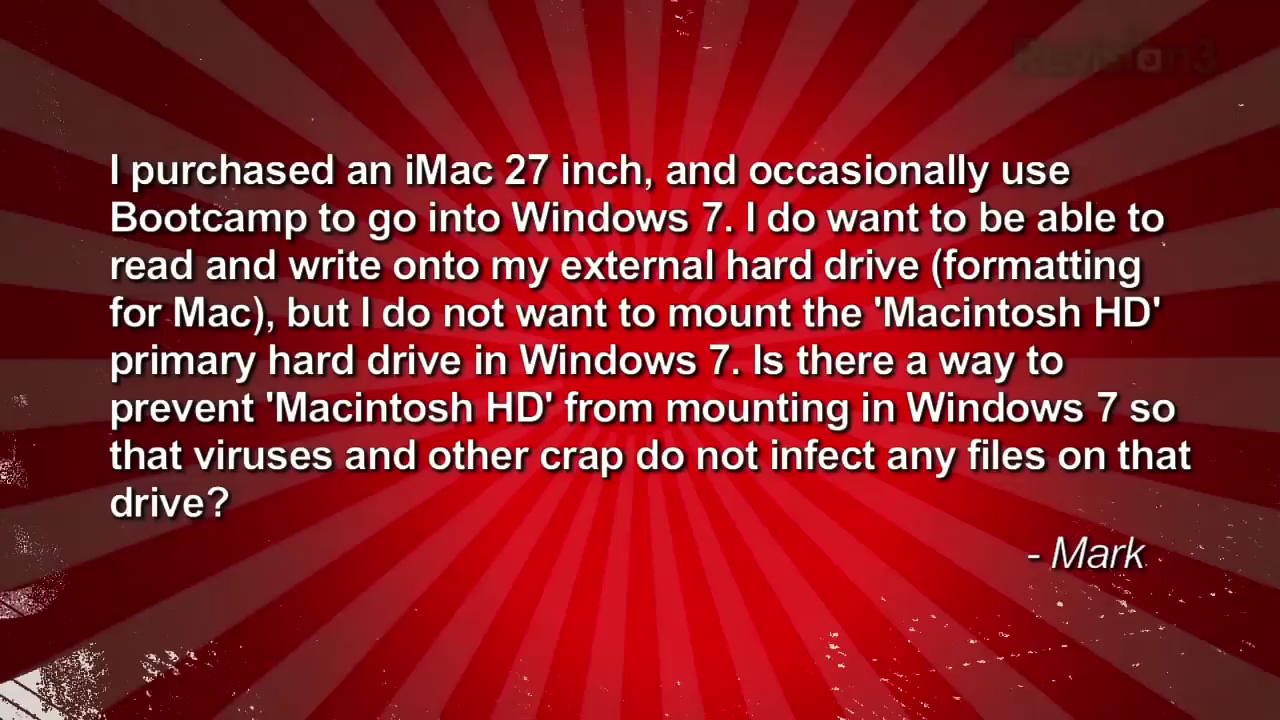 Revision3
I purchased an iMac 27 inch, and occasionally use
Bootcamp to go into Windows 7. I do want to be able to
read and write onto my external hard drive (formatting
for Mac), but I do not want to mount the 'Macintosh HD'
primary hard drive in Windows 7. Is there a way to
prevent 'Macintosh HD' from mounting in Windows 7 so
that viruses and other crap do not infect any files on that
drive?
- Mark